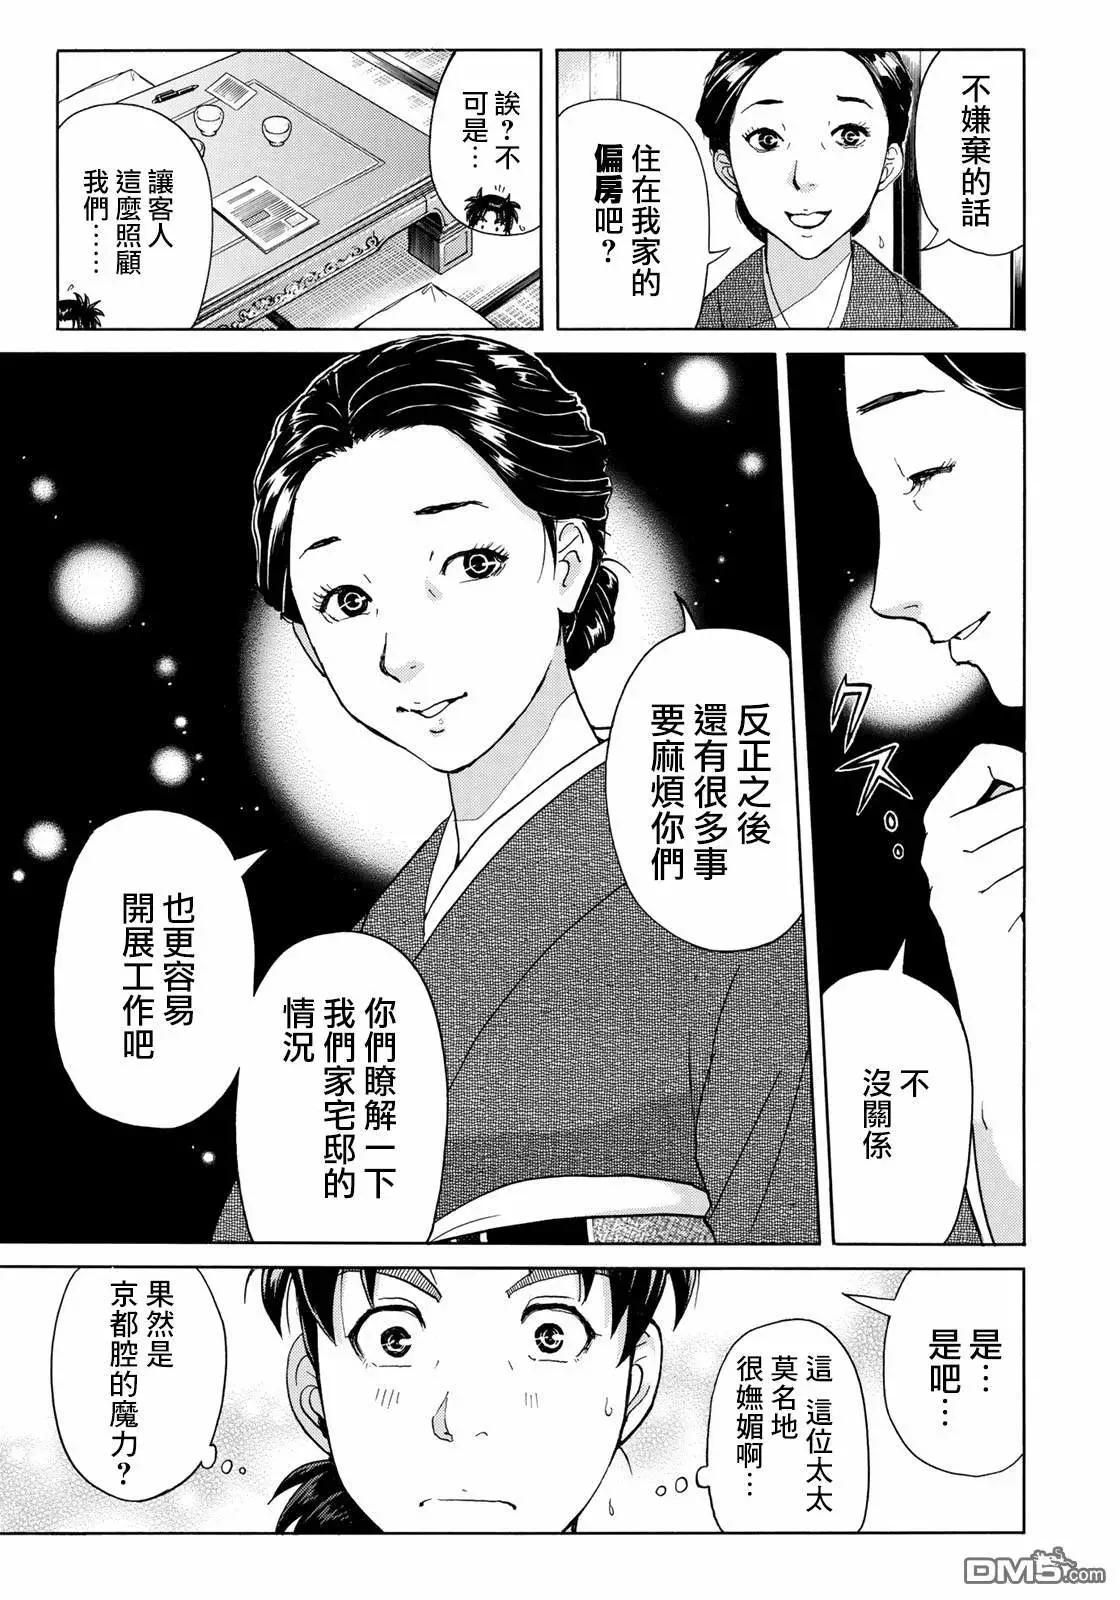 不嫌棄的話
住在我家的
偏房吧？
誒？不
可是…
讓客人
這麼照顧
我們……
クス
不
沒關係
反正之後
還有很多事
要麻煩你們
你們瞭解一下
我們家宅邸的
情況
也更容易
開展工作吧
是…
是吧…
這 這位太太
莫名地
很嫵媚啊…
果然是
京都腔的魔力？
DM5.com